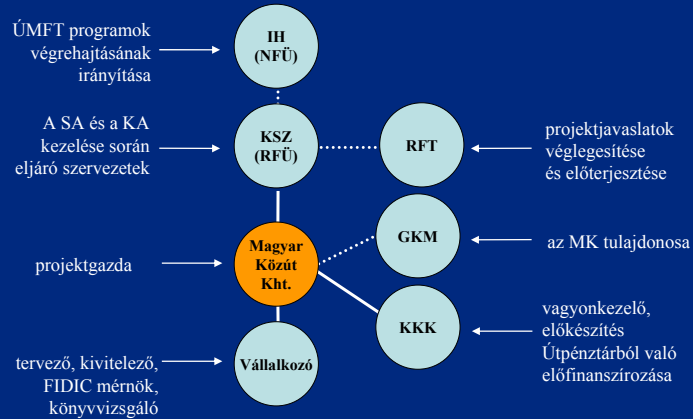 ÚMFT programok
végrehajtásának
irányítása
IH
(NFÜ)
A SA és a KA
kezelése során
eljáró szervezetek
KSZ
(RFÜ)
RFT
projektjavaslatok
véglegesítése
és előterjesztése
projektgazda
Magyar
Közút
Kht.
GKM
az MK tulajdonosa
KKK
vagyonkezelő,
előkészítés
Útpénztárból való
előfinanszírozása
tervező, kivitelező,
FIDIC mérnök,
könyvvizsgáló
Vállalkozó